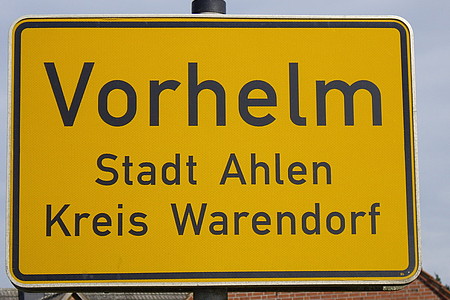 Vorhelm
Stadt Ahlen
Kreis Warendorf